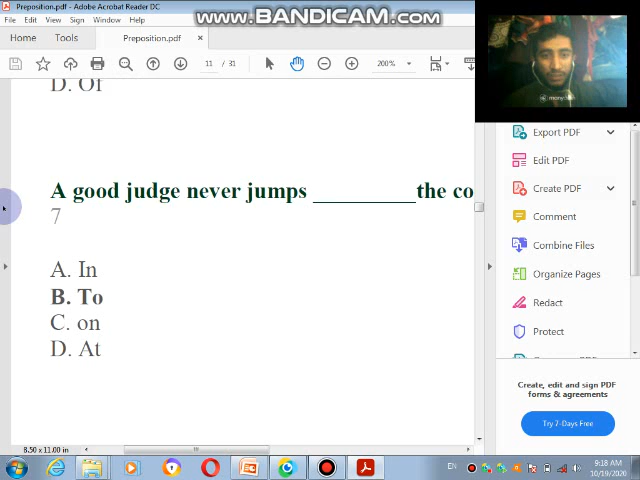 WWW.BANDICAM.COM
Preposition.pdf - Adobe Acrobat Reader DC
File Edit View Sign Window Help
Home Tools Preposition.pdf ×
11 / 31 200%
D. Of
A good judge never jumps _________the co
7
A. In
B. To
C. on
D. At
8.50 x 11.00 in
Export PDF
Edit PDF
Create PDF
Comment
Combine Files
Organize Pages
Redact
Protect
Create, edit and sign PDF
forms & agreements
Try 7-Days Free
EN
9:18 AM
10/19/2020